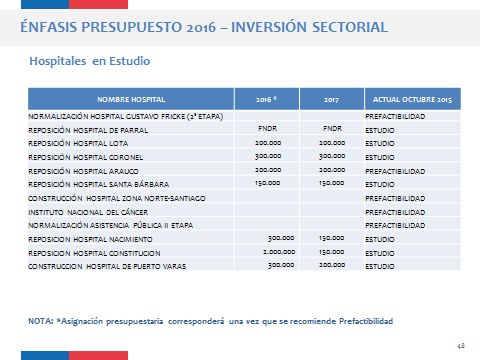 ÉNFASIS PRESUPUESTO 2016 – INVERSIÓN SECTORIAL
Hospitales en Estudio
NOMBRE HOSPITAL 2016 * 2017 ACTUAL OCTUBRE 2015
NORMALIZACIÓN HOSPITAL GUSTAVO FRICKE (2ª ETAPA) PREFACTIBILIDAD
REPOSICIÓN HOSPITAL DE PARRAL FNDR FNDR ESTUDIO
REPOSICIÓN HOSPITAL LOTA 200.000 200.000 ESTUDIO
REPOSICIÓN HOSPITAL CORONEL 300.000 300.000 ESTUDIO
REPOSICIÓN HOSPITAL ARAUCO 200.000 200.000 PREFACTIBILIDAD
REPOSICIÓN HOSPITAL SANTA BÁRBARA 150.000 150.000 ESTUDIO
CONSTRUCCIÓN HOSPITAL ZONA NORTE-SANTIAGO PREFACTIBILIDAD
INSTITUTO NACIONAL DEL CÁNCER PREFACTIBILIDAD
NORMALIZACIÓN ASISTENCIA PÚBLICA II ETAPA PREFACTIBILIDAD
REPOSICION HOSPITAL NACIMIENTO 300.000 150.000 ESTUDIO
REPOSICION HOSPITAL CONSTITUCION 2.000.000 150.000 ESTUDIO
CONSTRUCCION HOSPITAL DE PUERTO VARAS 300.000 200.000 ESTUDIO
NOTA: *Asignación presupuestaria corresponderá una vez que se recomiende Prefactibilidad
48